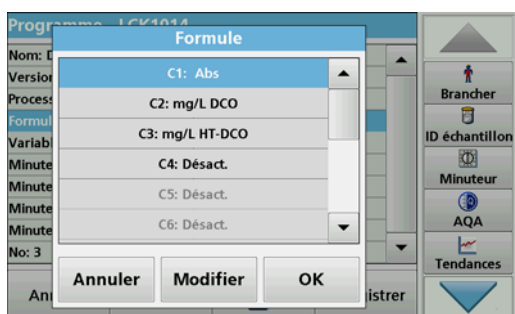 Programme LCK1014
Formule
Nom:
Version
Process
Formul
Variabl
Minute
Minute
Minute
Minute
No: 3
C1: Abs
C2: mg/L DCO
C3: mg/L HT-DCO
C4: Désact.
C5: Désact.
C6: Désact.
Annuler Modifier OK
Ann
istrer
Brancher
ID échantillon
Minuteur
AQA
Tendances